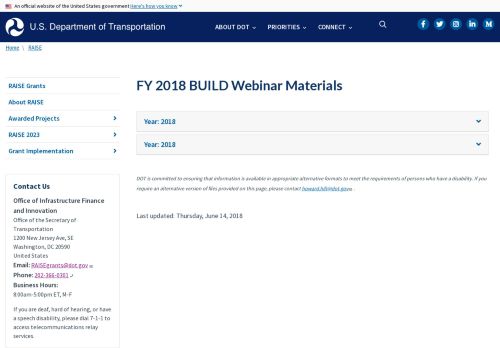 An official website of the United States government Here's how you know
U.S. Department of Transportation
ABOUT DOT PRIORITIES CONNECT
Home \ RAISE
RAISE Grants
About RAISE
Awarded Projects
RAISE 2023
Grant Implementation
Contact Us
Office of Infrastructure Finance
and Innovation
Office of the Secretary of
Transportation
1200 New Jersey Ave, SE
Washington, DC 20590
United States
Email: RAISEgrants@dot.gov
Phone: 202-366-0301
Business Hours:
8:00am-5:00pm ET, M-F
If you are deaf, hard of hearing, or have
a speech disability, please dial 7-1-1 to
access telecommunications relay
services.
FY 2018 BUILD Webinar Materials
Year: 2018
Year: 2018
DOT is committed to ensuring that information is available in appropriate alternative formats to meet the requirements of persons who have a disability. If you
require an alternative version of files provided on this page, please contact
Last updated: Thursday, June 14, 2018